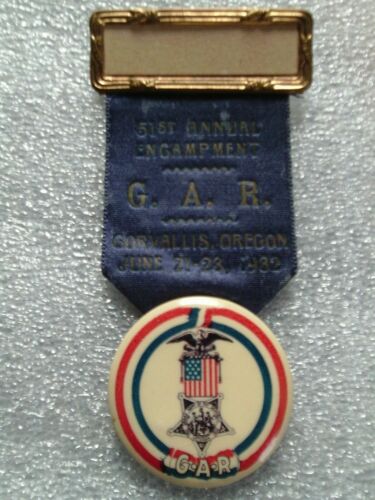 51ST ANNUAL
ENCAMPMENT
G. A. R.
CORVALLIS, OREGON
JUNE 21-23, 1932
G.A.R